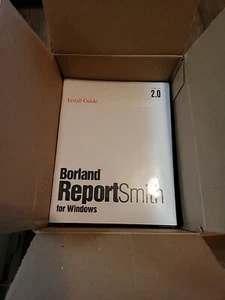 2.0
Install Guide
Borland
ReportSmith
for Windows